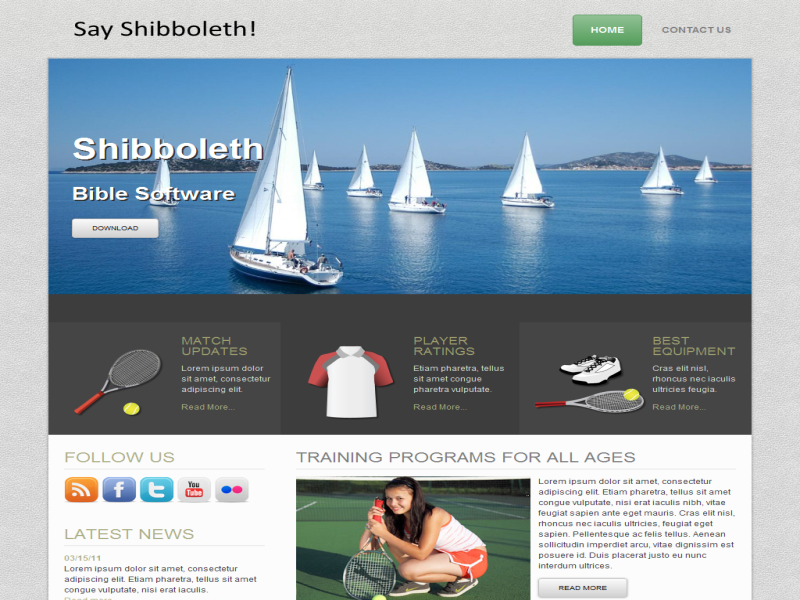 Say Shibboleth!
HOME
CONTACT US
Shibboleth
Bible Software
DOWNLOAD
MATCH
UPDATES
Lorem ipsum dolor
sit amet, consectetur
adipiscing elit.
Read More...
PLAYER
RATINGS
Etiam pharetra, tellus
sit amet congue
pharetra vulputate.
Read More...
BEST
EQUIPMENT
Cras elit nisl,
rhoncus nec iaculis
ultricies feugia.
Read More...
FOLLOW US
You
Tube
LATEST NEWS
03/15/11
Lorem ipsum dolor sit amet, consectetur
adipiscing elit. Etiam pharetra, tellus sit amet
vulputate, nisi erat iaculis.
Read more
TRAINING PROGRAMS FOR ALL AGES
Lorem ipsum dolor sit amet, consectetur
adipiscing elit. Etiam pharetra, tellus sit amet
congue vulputate, nisi erat iaculis nibh, vitae
feugiat sapien ante eget mauris. Cras elit nisl,
rhoncus nec iaculis ultricies, feugiat eget
sapien. Pellentesque ac felis tellus. Aenean
sollicitudin imperdiet arcu, vitae dignissim est
posuere id. Duis placerat justo eu nunc
interdum ultrices.
READ MORE